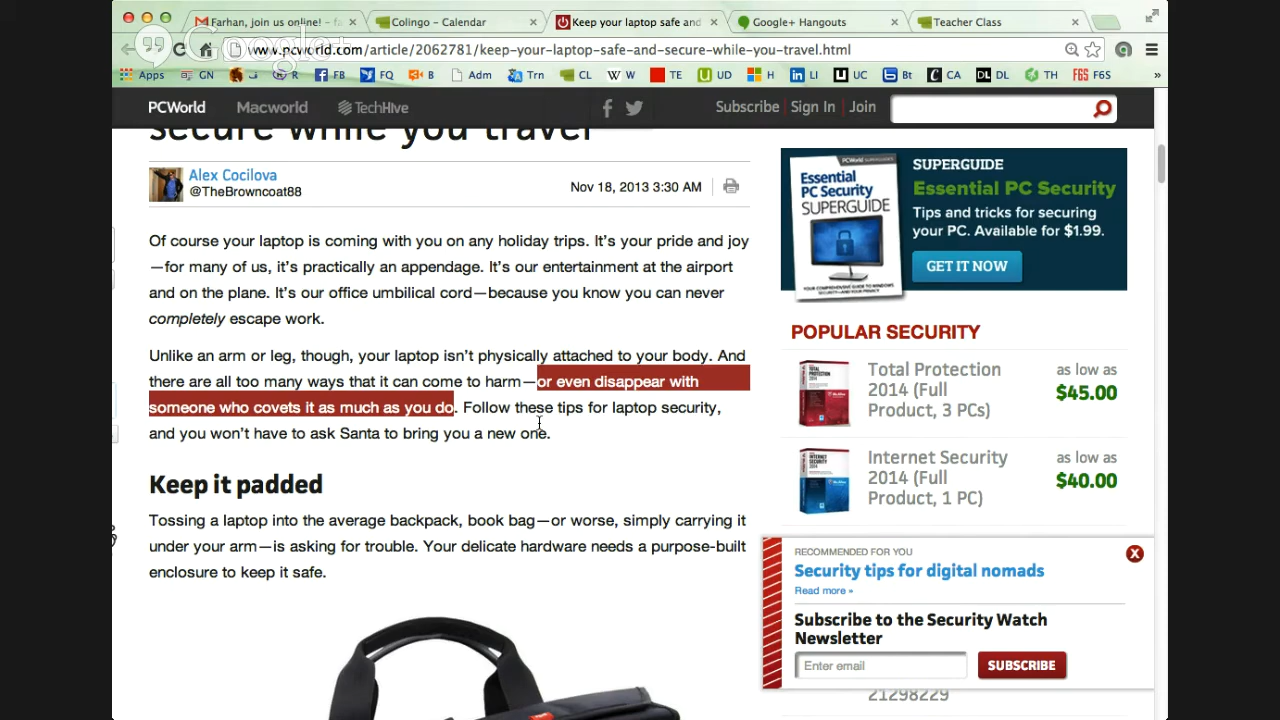 Farhan, join us online! - fa
Colingo - Calendar
Keep your laptop safe and
Google+ Hangouts
Teacher Class
Google+
www.pcworld.com/article/2062781/keep-your-laptop-safe-and-secure-while-you-travel.html
Apps GN G R FB FQ B Adm Trn CL W TE UD H LI UC Bt CA DL TH F6S »
PCWorld Macworld TechHive Subscribe Sign In Join
secure while you travel
Alex Cocilova
@TheBrowncoat88
Nov 18, 2013 3:30 AM
Of course your laptop is coming with you on any holiday trips. It's your pride and joy
—for many of us, it's practically an appendage. It's our entertainment at the airport
and on the plane. It's our office umbilical cord—because you know you can never
completely escape work.
Unlike an arm or leg, though, your laptop isn't physically attached to your body. And
there are all too many ways that it can come to harm—or even disappear with
someone who covets it as much as you do. Follow these tips for laptop security,
and you won't have to ask Santa to bring you a new one.
Keep it padded
Tossing a laptop into the average backpack, book bag—or worse, simply carrying it
under your arm—is asking for trouble. Your delicate hardware needs a purpose-built
enclosure to keep it safe.
PCWorld
Essential
PC Security
SUPERGUIDE
SUPERGUIDE
Essential PC Security
Tips and tricks for securing
your PC. Available for $1.99.
GET IT NOW
POPULAR SECURITY
Total Protection
2014 (Full
Product, 3 PCs)
as low as
$45.00
Internet Security
2014 (Full
Product, 1 PC)
as low as
$40.00
RECOMMENDED FOR YOU
Security tips for digital nomads
Read more »
Subscribe to the Security Watch
Newsletter
Enter email
SUBSCRIBE
21298229